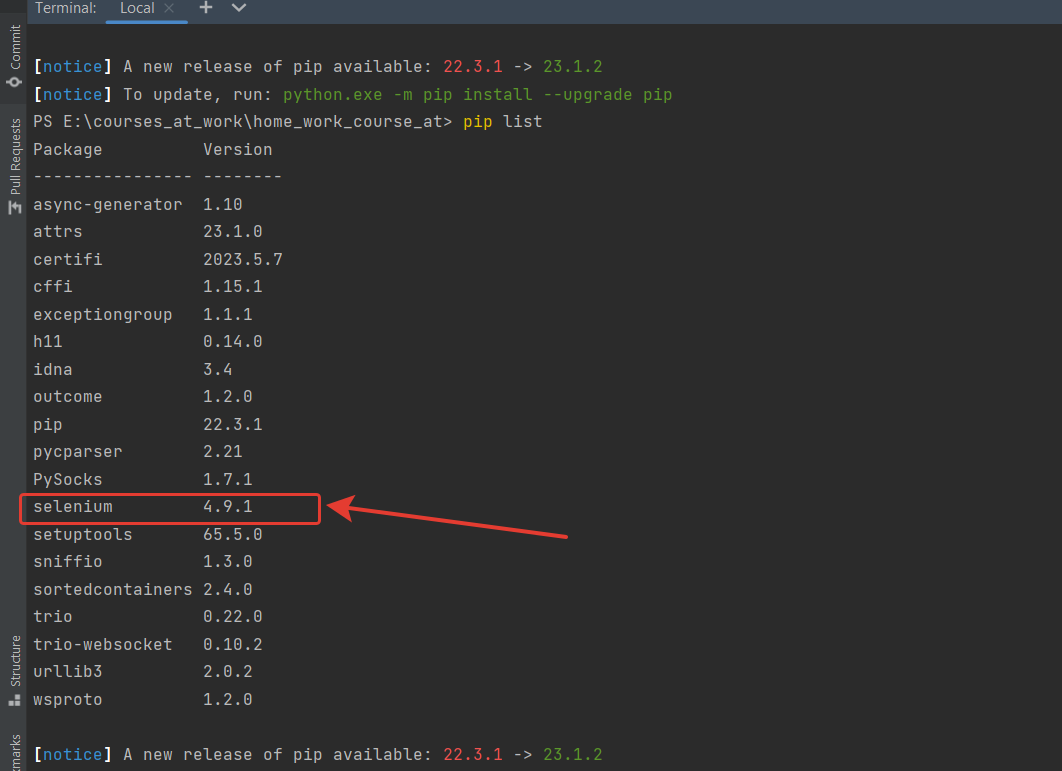 Terminal: Local
Commit
Pull Requests
Structure
[notice] A new release of pip available: 22.3.1 -> 23.1.2
[notice] To update, run: python.exe -m pip install --upgrade pip
PS E:\courses_at_work\home_work_course_at> pip list
Package          Version
---------------- --------
async-generator  1.10
attrs            23.1.0
certifi          2023.5.7
cffi             1.15.1
exceptiongroup   1.1.1
h11              0.14.0
idna             3.4
outcome          1.2.0
pip              22.3.1
pycparser        2.21
PySocks          1.7.1
selenium         4.9.1
setuptools       65.5.0
sniffio          1.3.0
sortedcontainers 2.4.0
trio             0.22.0
trio-websocket   0.10.2
urllib3          2.0.2
wsproto          1.2.0
[notice] A new release of pip available: 22.3.1 -> 23.1.2